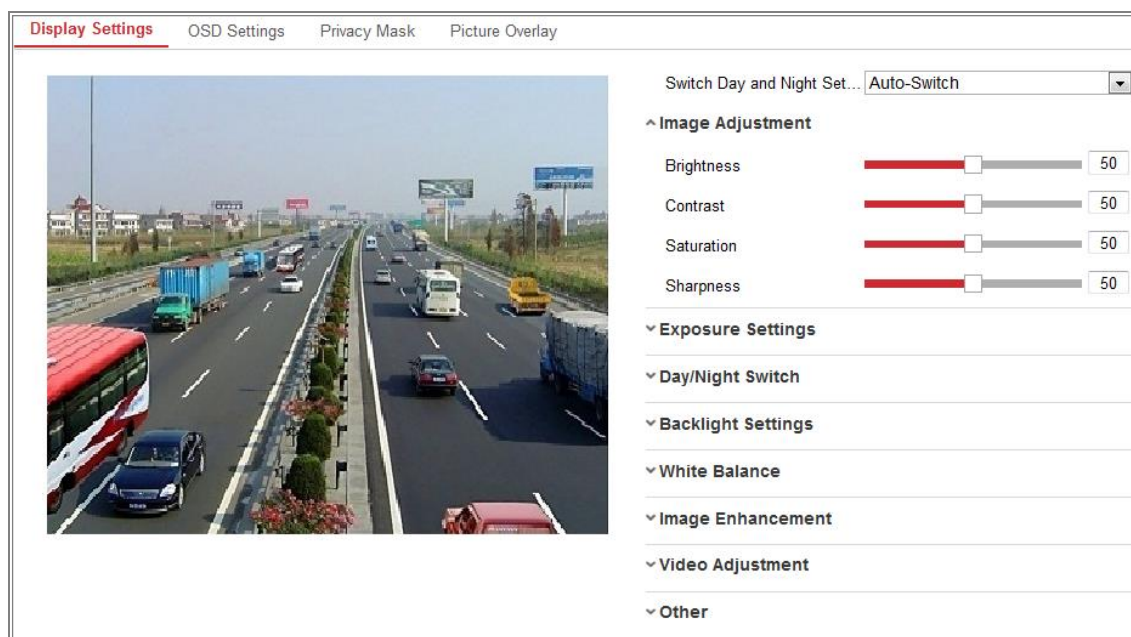 Display Settings OSD Settings Privacy Mask Picture Overlay
Switch Day and Night Set... Auto-Switch
Image Adjustment
Brightness 50
Contrast 50
Saturation 50
Sharpness 50
Exposure Settings
Day/Night Switch
Backlight Settings
White Balance
Image Enhancement
Video Adjustment
Other